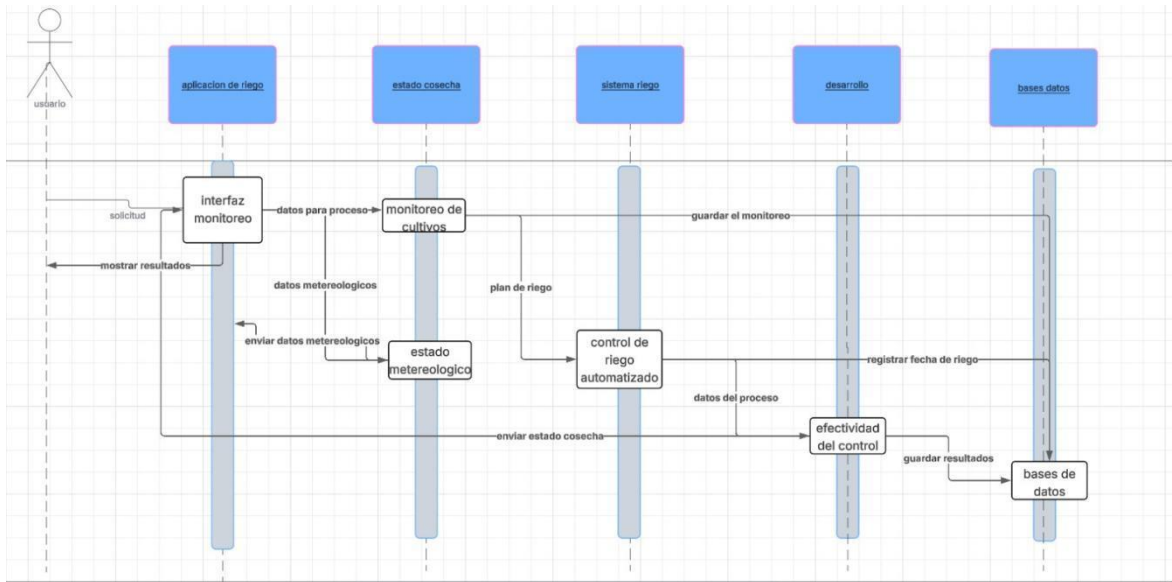 usuario
aplicacion de riego
estado cosecha
sistema riego
desarrollo
bases datos
solicitud
interfaz
monitoreo
datos para proceso
monitoreo de
cultivos
guardar el monitoreo
mostrar resultados
datos metereologicos
plan de riego
enviar datos metereologicos
estado
metereologico
control de
riego
automatizado
registrar fecha de riego
datos del proceso
enviar estado cosecha
efectividad
del control
guardar resultados
bases de
datos